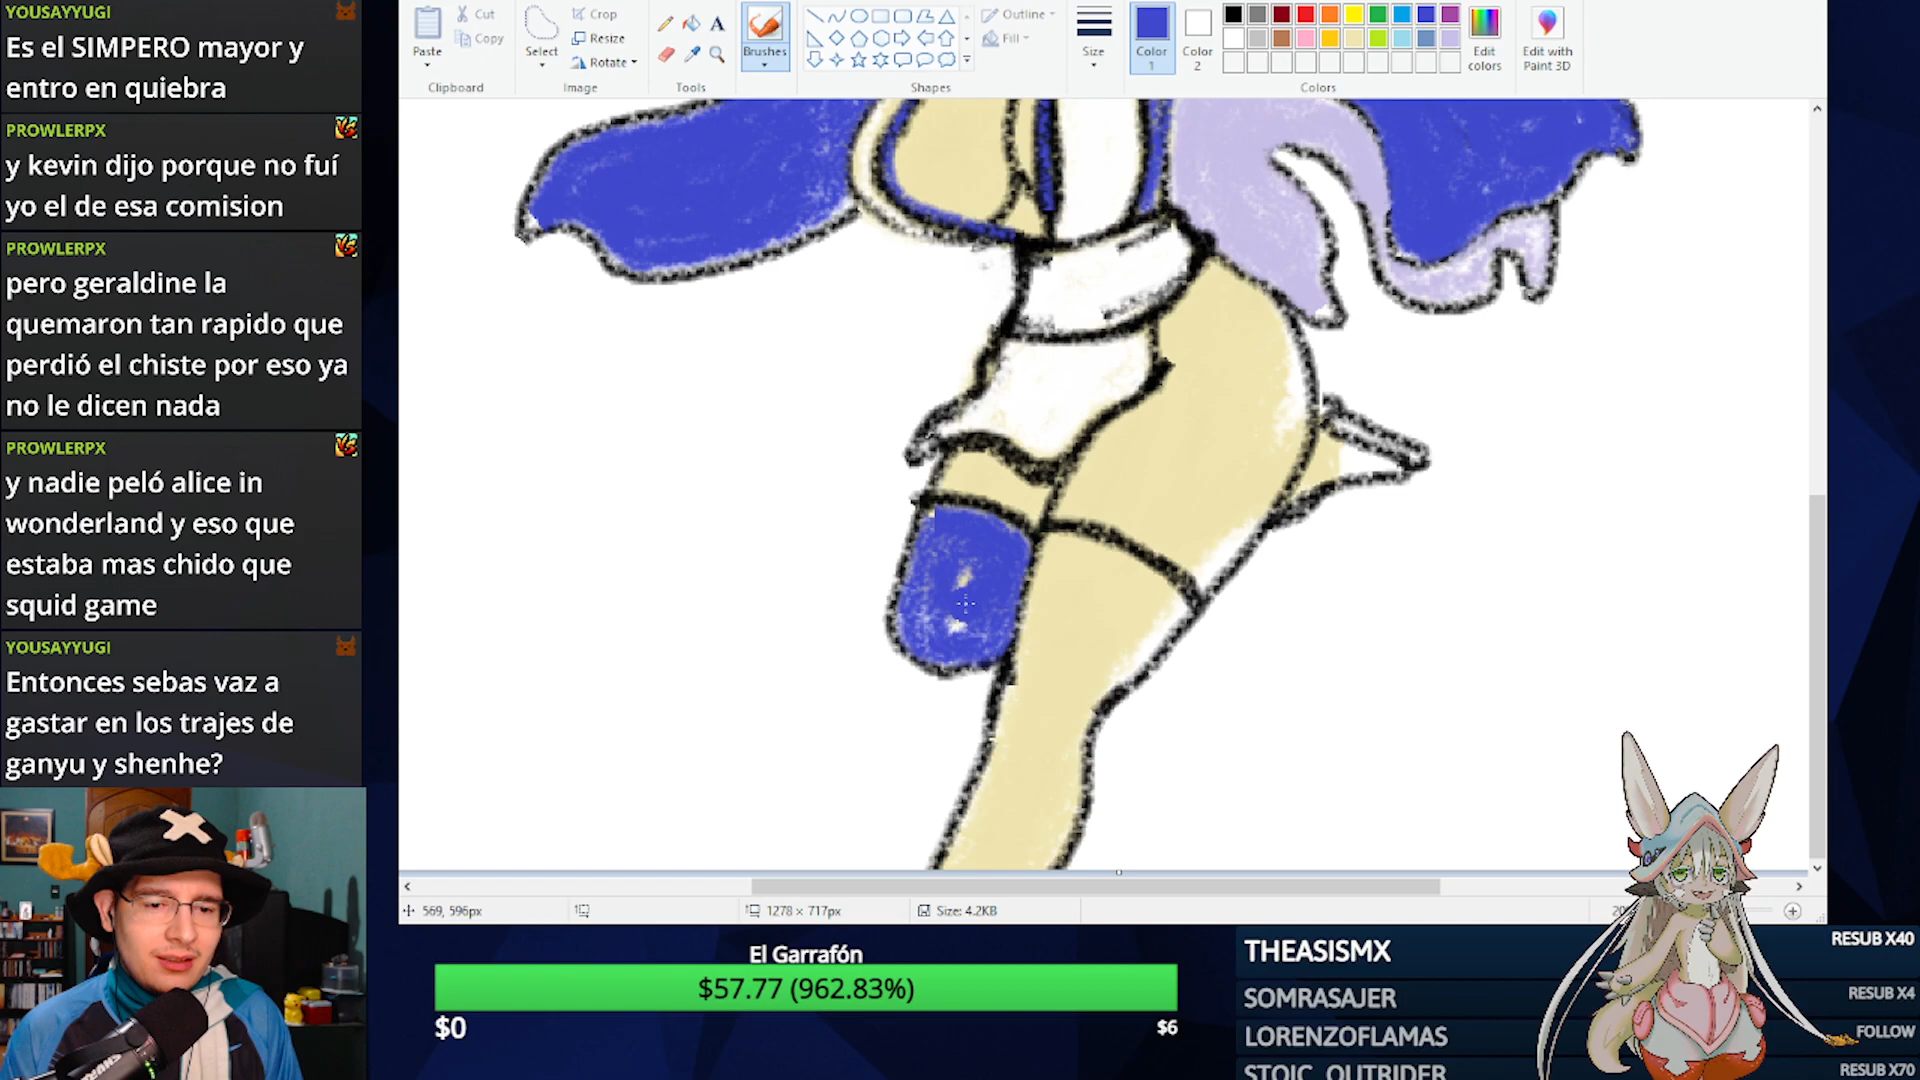 YOUSAYYUGI
Es el SIMPERO mayor y
entro en quiebra
PROWLERPX
y kevin dijo porque no fuí
yo el de esa comision
PROWLERPX
pero geraldine la
quemaron tan rapido que
perdió el chiste por eso ya
no le dicen nada
PROWLERPX
y nadie peló alice in
wonderland y eso que
estaba mas chido que
squid game
YOUSAYYUGI
Entonces sebas vaz a
gastar en los trajes de
ganyu y shenhe?
Paste
Cut
Copy
Clipboard
Select
Crop
Resize
Rotate
Image
A
Tools
Brushes
Shapes
Outline
Fill
Size
Color
1
Color
2
Colors
Edit
colors
Edit with
Paint 3D
569, 596px
1278 × 717px
Size: 4.2KB
El Garrafón
$57.77 (962.83%)
$0
$6
THEASISMX
RESUB X40
SOMRASAJER
RESUB X4
LORENZOFLAMAS
FOLLOW
STOIC_OUTRIDER
RESUB X70